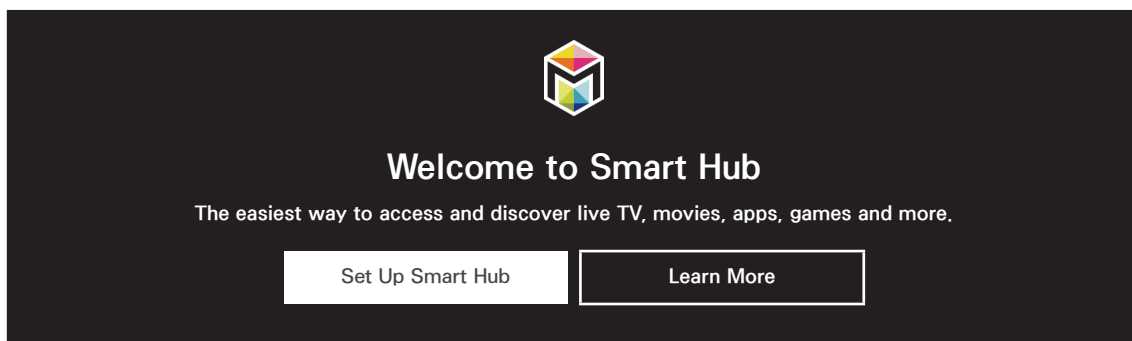 Welcome to Smart Hub
The easiest way to access and discover live TV, movies, apps, games and more.
Set Up Smart Hub
Learn More